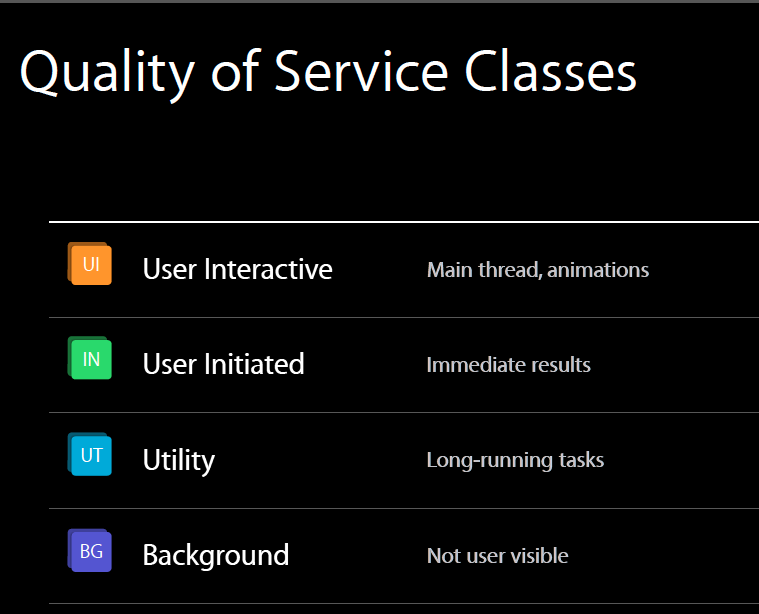 Quality of Service Classes
UI User Interactive Main thread, animations
IN User Initiated Immediate results
UT Utility Long-running tasks
BG Background Not user visible